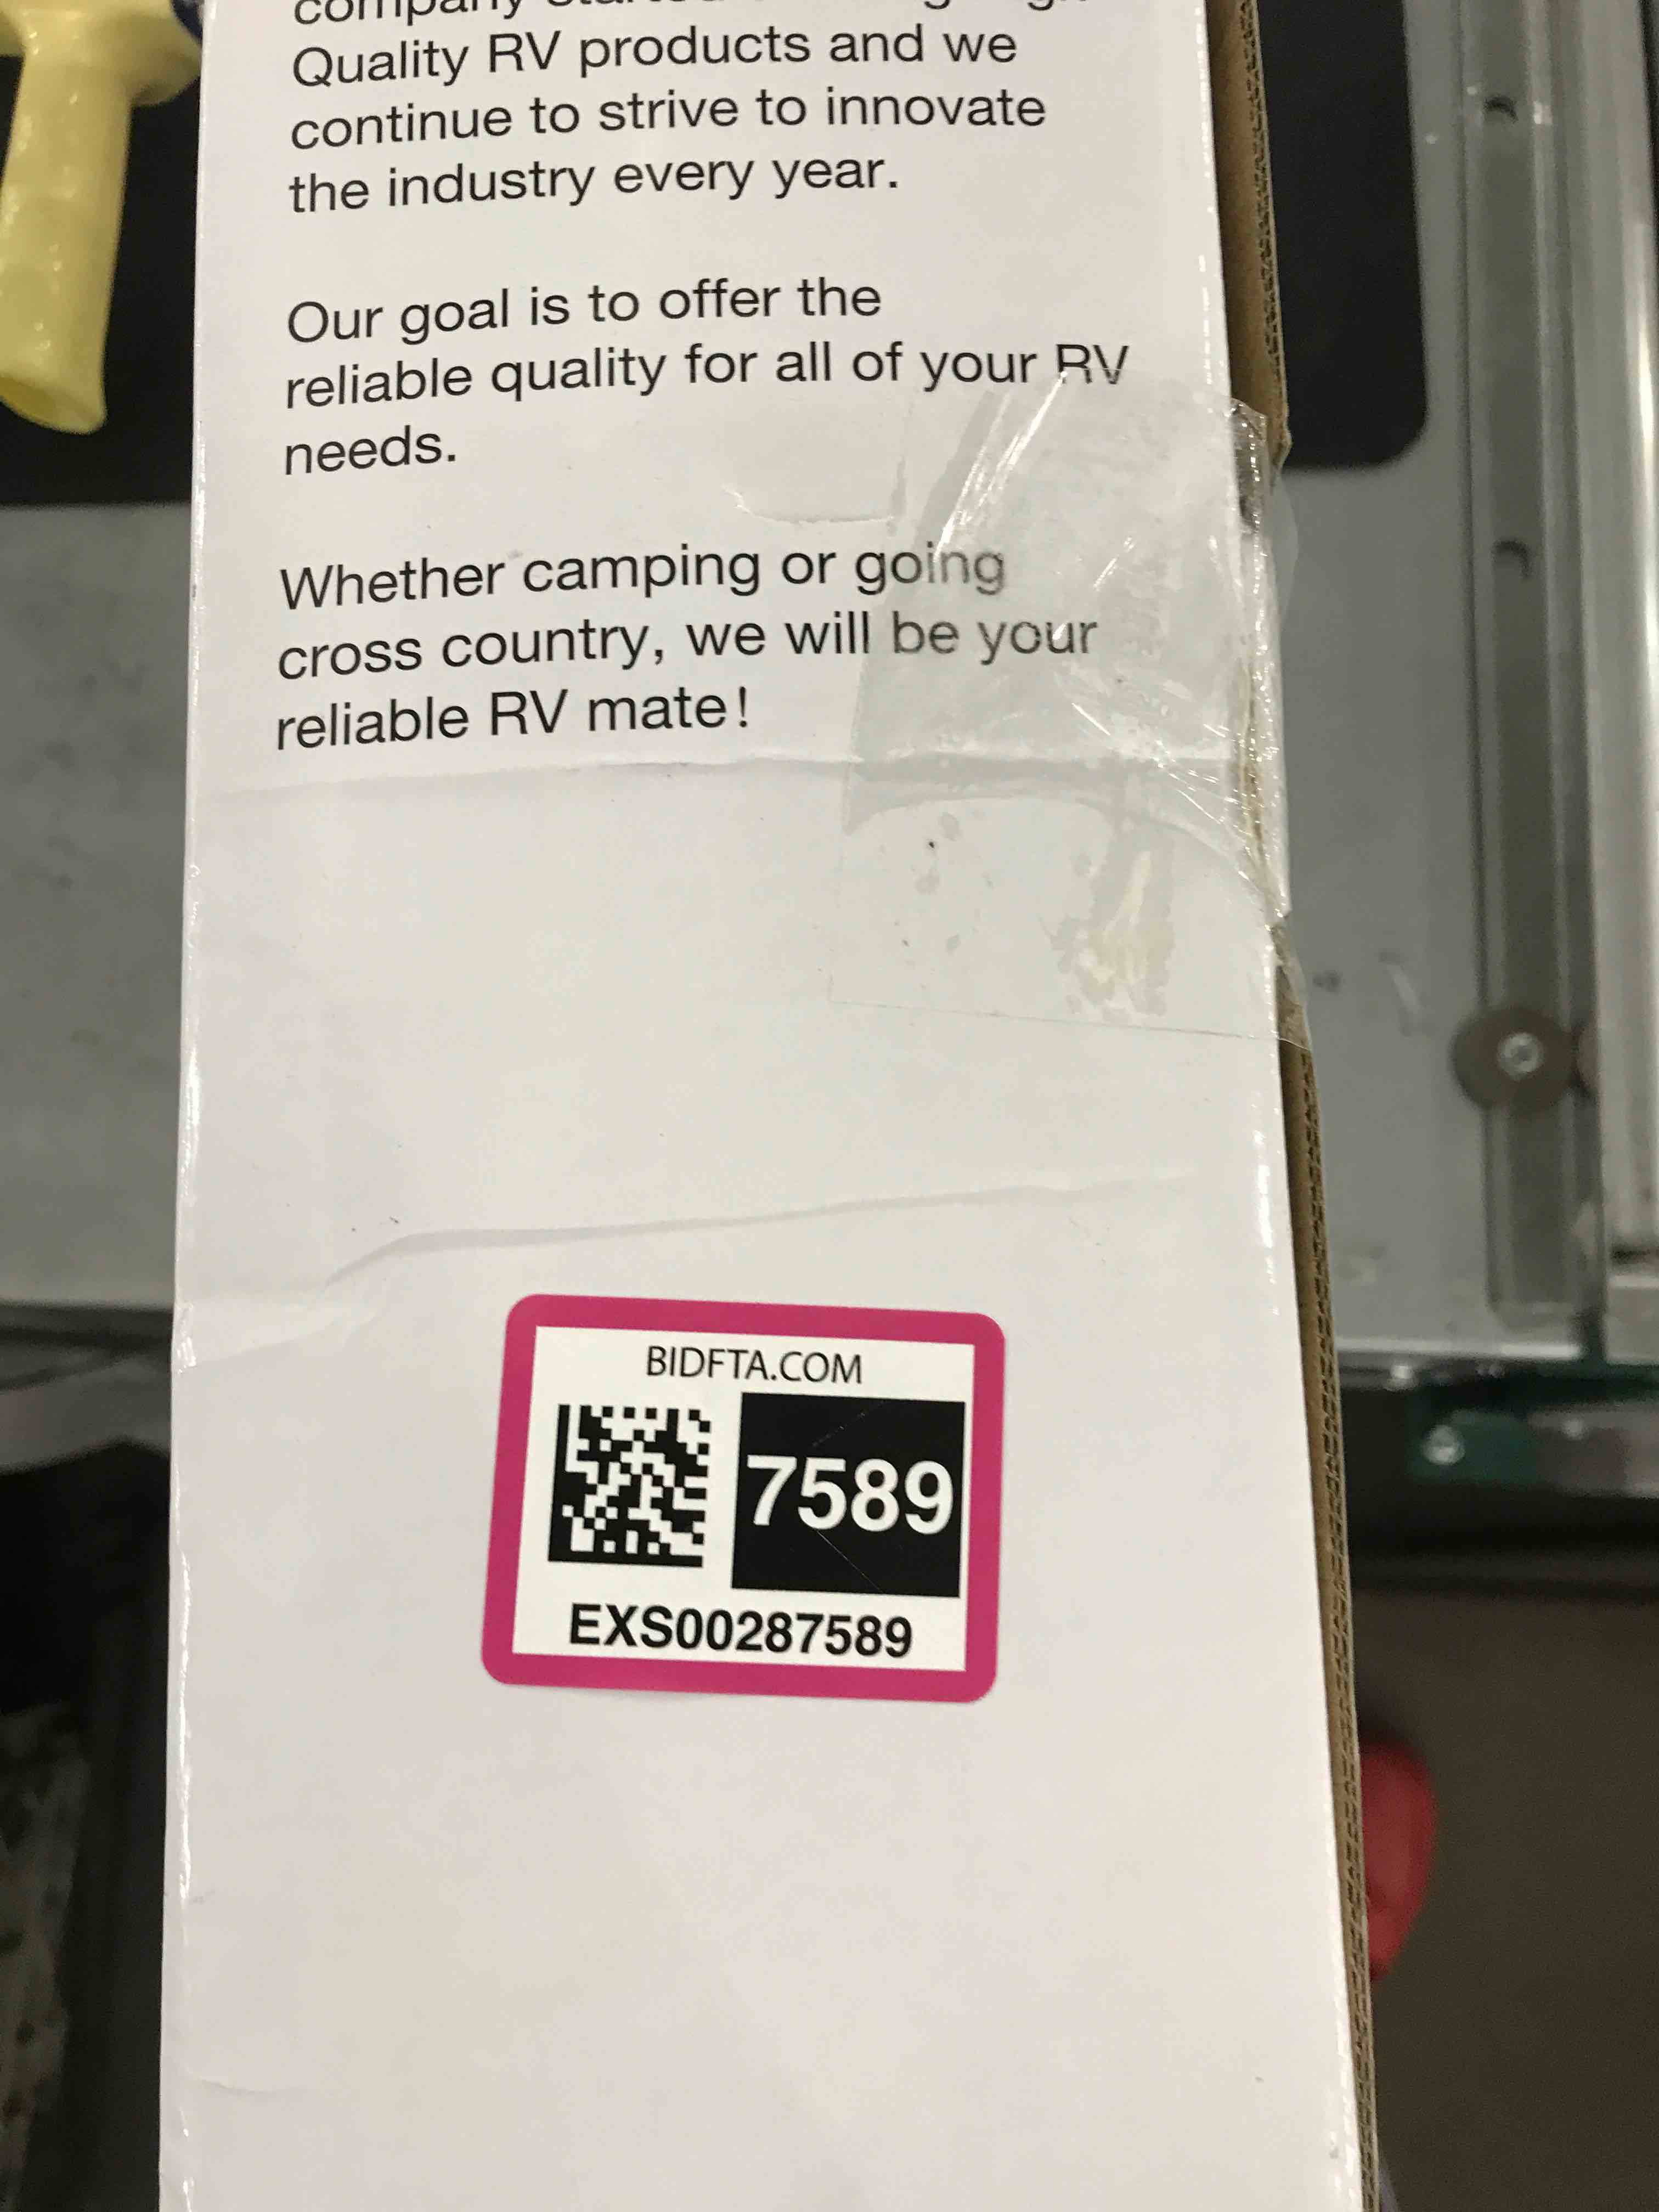 company
Quality RV products and we
continue to strive to innovate
the industry every year.
Our goal is to offer the
reliable quality for all of your RV
needs.
Whether camping or going
cross country, we will be your
reliable RV mate!
BIDFTA.COM
7589
EXS00287589